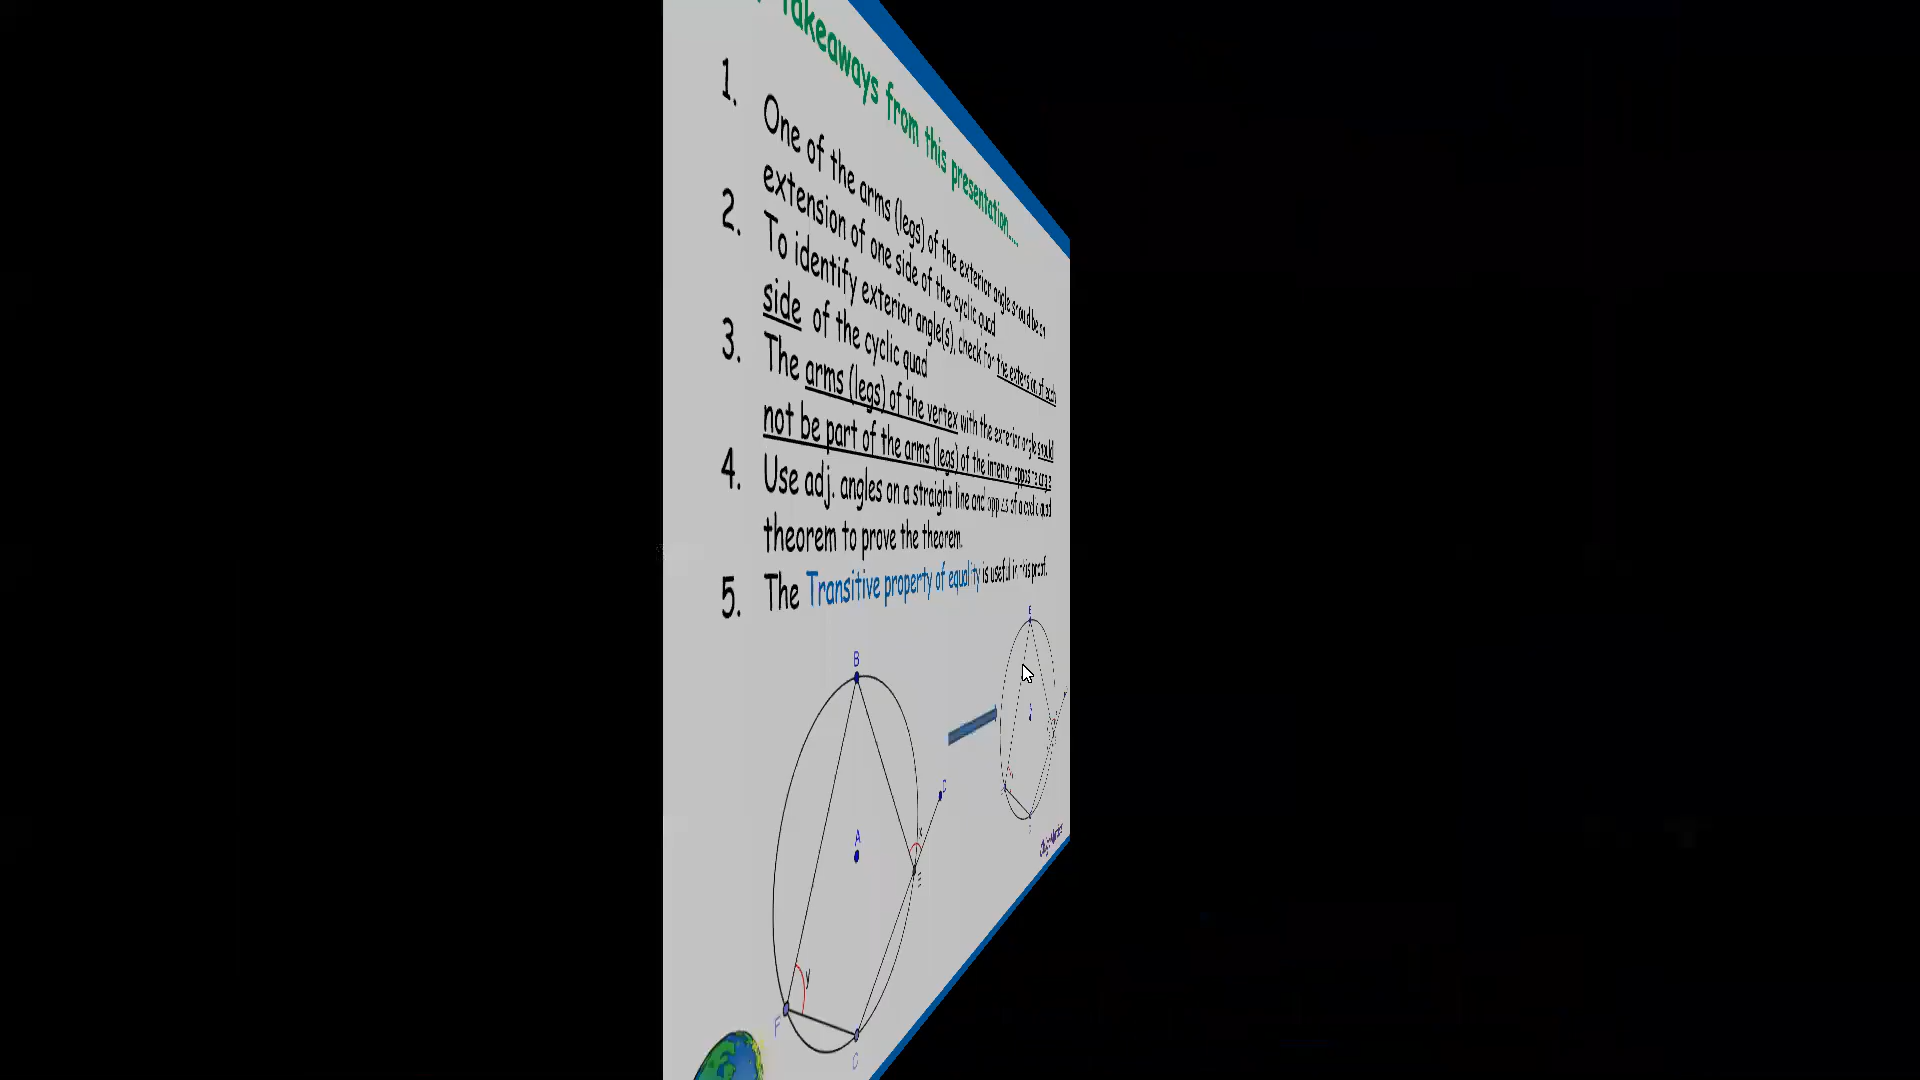 Takeaways from this presentation....
1. One of the arms (legs) of the exterior angle should be an
extension of one side of the cyclic quad
2. To identify exterior angle(s), check for the extension of each
side of the cyclic quad
3. The arms (legs) of the vertex with the exterior angle should
not be part of the arms (legs) of the interior opposite angle
4. Use adj. angles on a straight line and opp ∠s of a cyclic quad
theorem to prove the theorem.
5. The Transitive property of equality is useful in this proof.
E
B
A
x
y
F